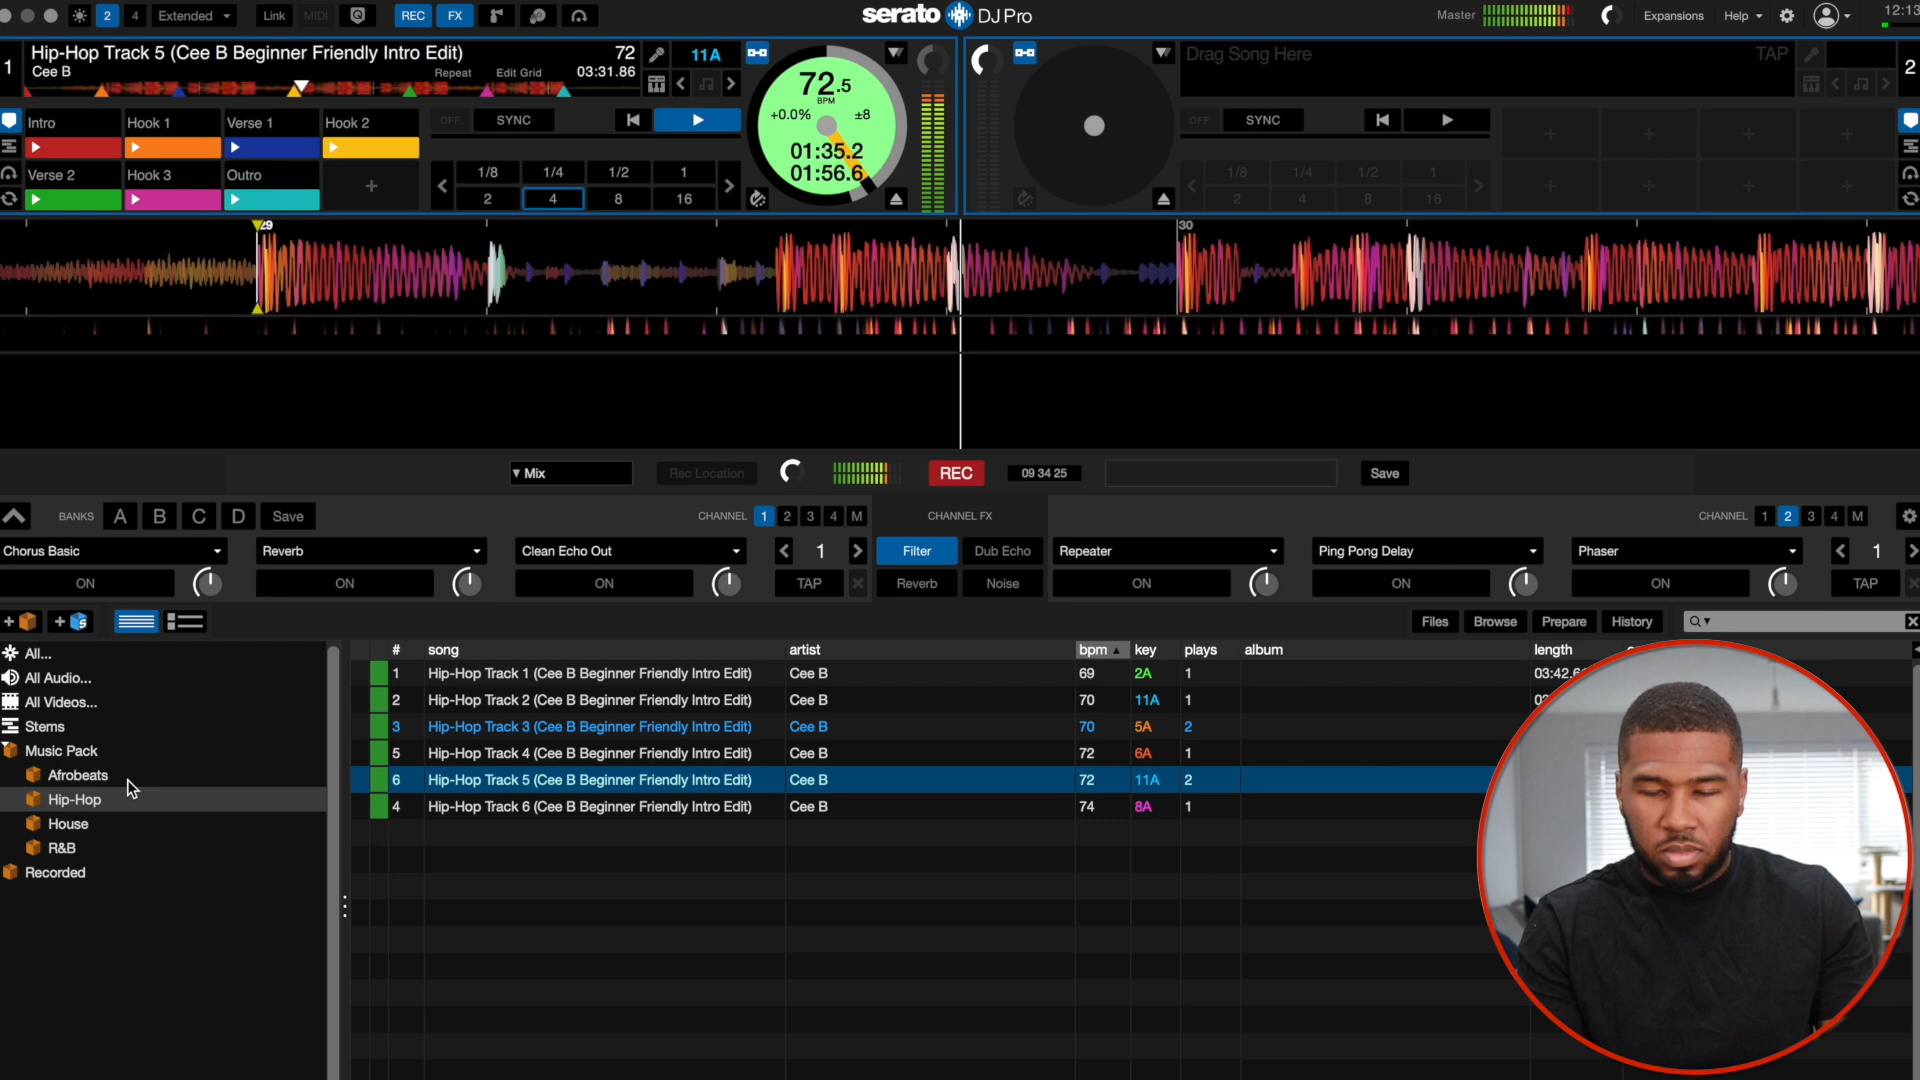 2 4 Extended Link MIDI REC FX serato DJ Pro Master Expansions Help 12:13
1 Hip-Hop Track 5 (Cee B Beginner Friendly Intro Edit) 72 11A
Cee B Repeat Edit Grid 03:31.86
72.5
BPM
+0.0% ±8
01:35.2
01:56.6
Drag Song Here TAP 2
Intro Hook 1 Verse 1 Hook 2
Verse 2 Hook 3 Outro
OFF SYNC
1/8 1/4 1/2 1
2 4 8 16
OFF SYNC
1/8 1/4 1/2 1
2 4 8 16
29 30
Mix Rec Location REC 09 34 25 Save
BANKS A B C D Save CHANNEL 1 2 3 4 M CHANNEL FX CHANNEL 1 2 3 4 M
Chorus Basic Reverb Clean Echo Out 1 Filter Dub Echo Repeater Ping Pong Delay Phaser 1
ON ON ON TAP Reverb Noise ON ON ON TAP
Files Browse Prepare History
All...
All Audio...
All Videos...
Stems
Music Pack
Afrobeats
Hip-Hop
House
R&B
Recorded
# song artist bpm key plays album length
1 Hip-Hop Track 1 (Cee B Beginner Friendly Intro Edit) Cee B 69 2A 1
2 Hip-Hop Track 2 (Cee B Beginner Friendly Intro Edit) Cee B 70 11A 1
3 Hip-Hop Track 3 (Cee B Beginner Friendly Intro Edit) Cee B 70 5A 2
5 Hip-Hop Track 4 (Cee B Beginner Friendly Intro Edit) Cee B 72 6A 1
6 Hip-Hop Track 5 (Cee B Beginner Friendly Intro Edit) Cee B 72 11A 2
4 Hip-Hop Track 6 (Cee B Beginner Friendly Intro Edit) Cee B 74 8A 1